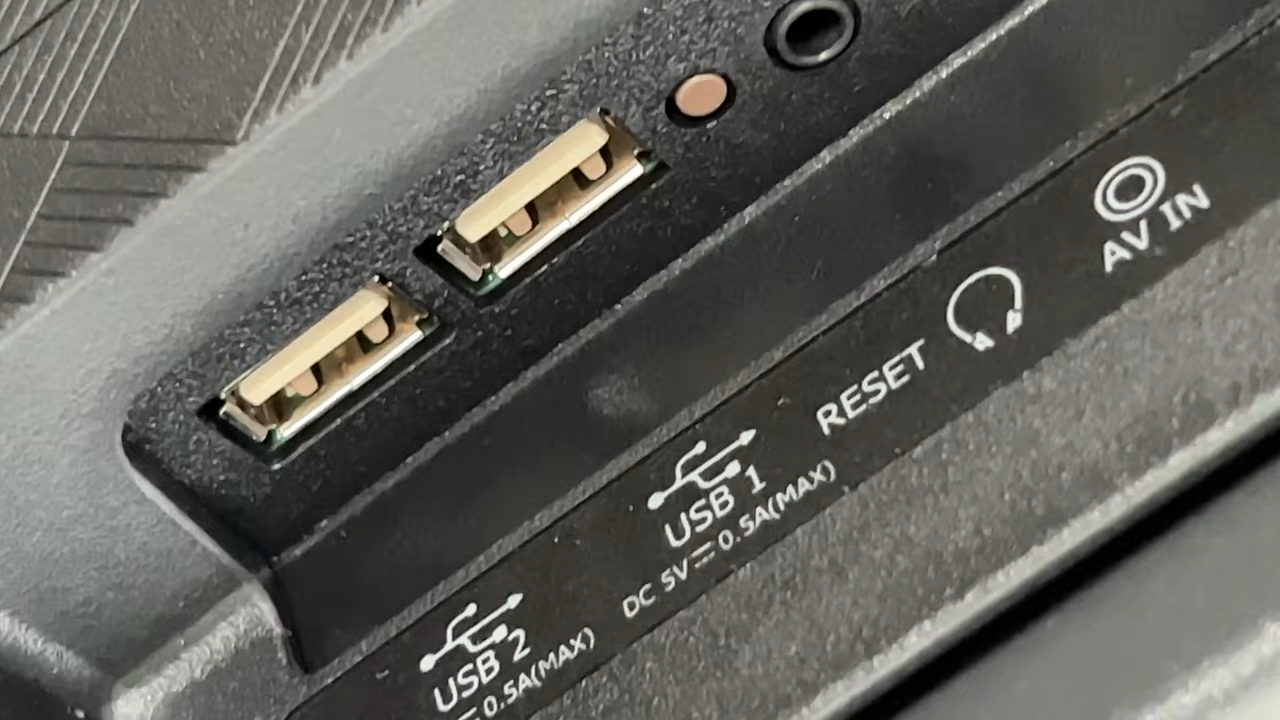 AV IN
RESET
USB 1
DC 5V⎓0.5A(MAX)
USB 2
⎓0.5A(MAX)